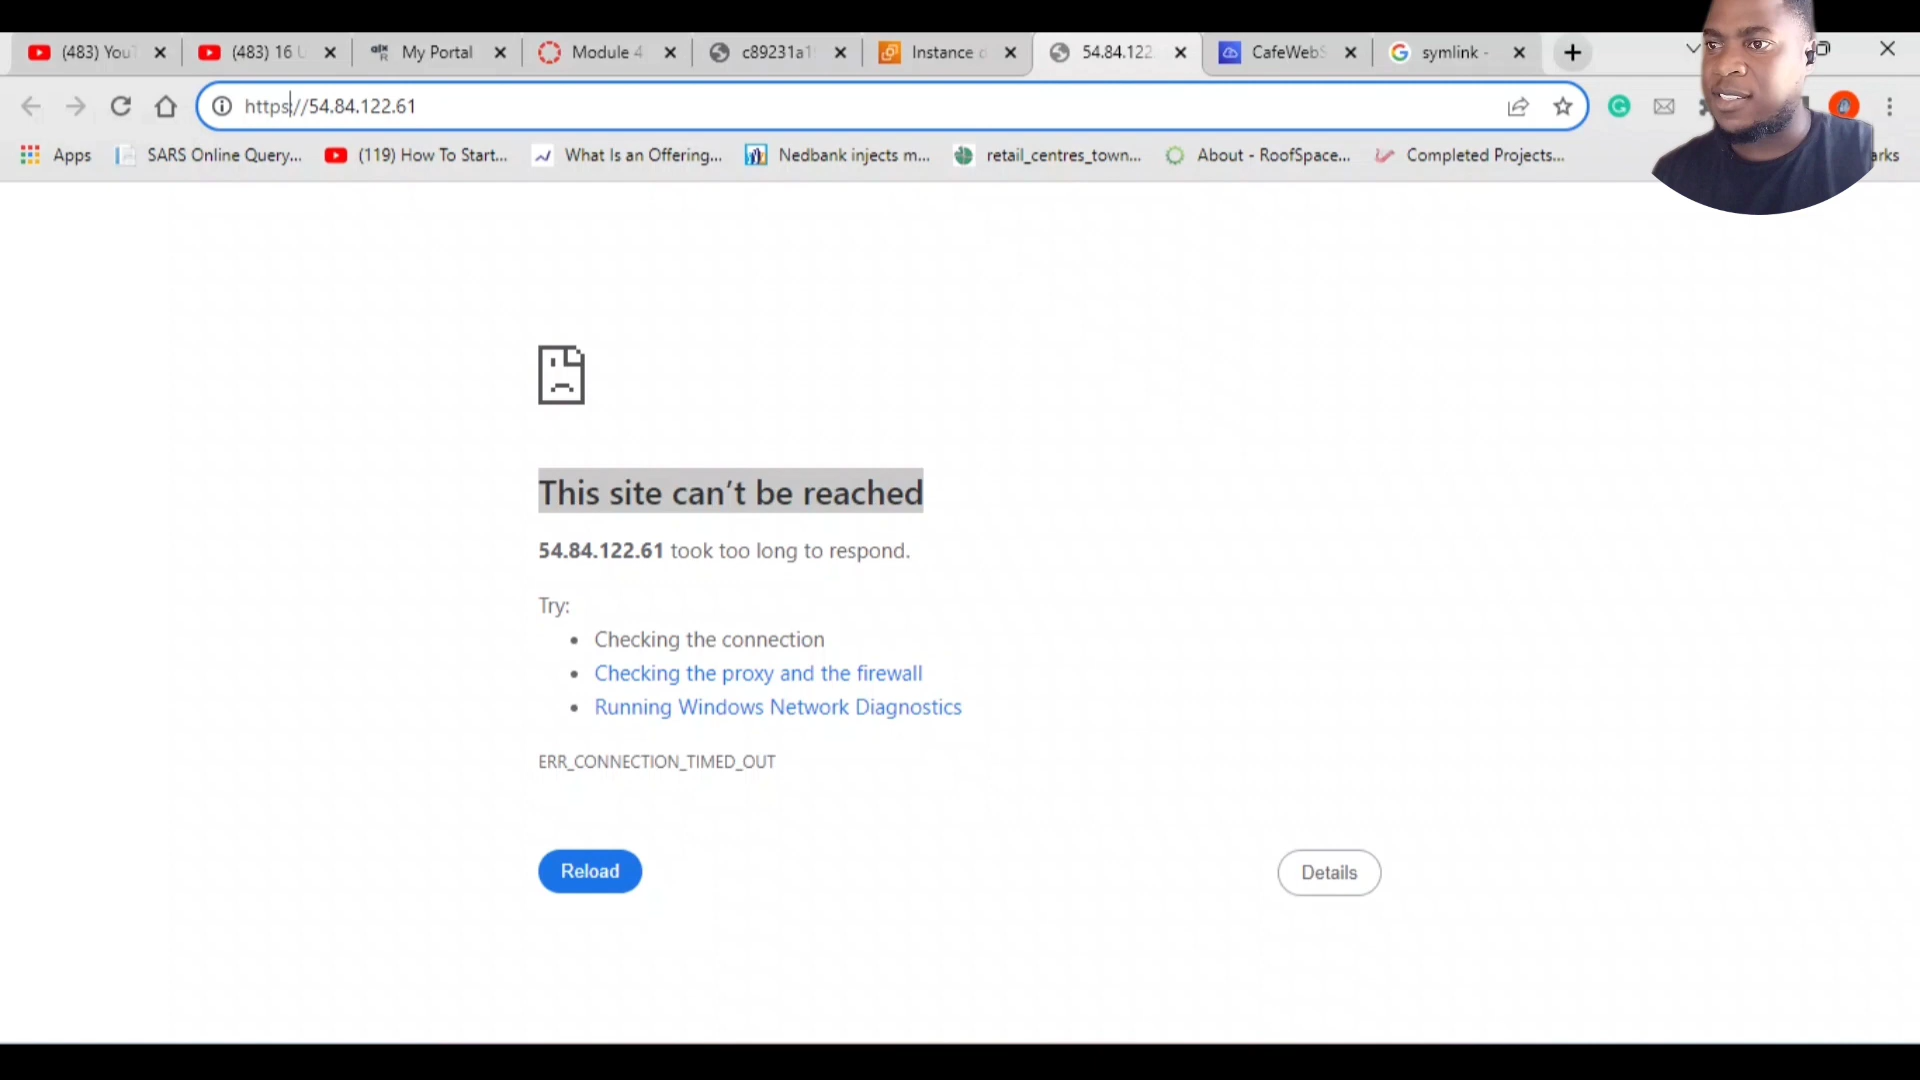 (483) You
(483) 16
alx My Portal
Module 4
c89231a1
Instance
54.84.122
CafeWebS
symlink -
https//54.84.122.61
Apps
SARS Online Query...
(119) How To Start...
What Is an Offering...
Nedbank injects m...
retail_centres_town...
About - RoofSpace...
Completed Projects...
arks
This site can't be reached
54.84.122.61 took too long to respond.
Try:
• Checking the connection
• Checking the proxy and the firewall
• Running Windows Network Diagnostics
ERR_CONNECTION_TIMED_OUT
Reload
Details